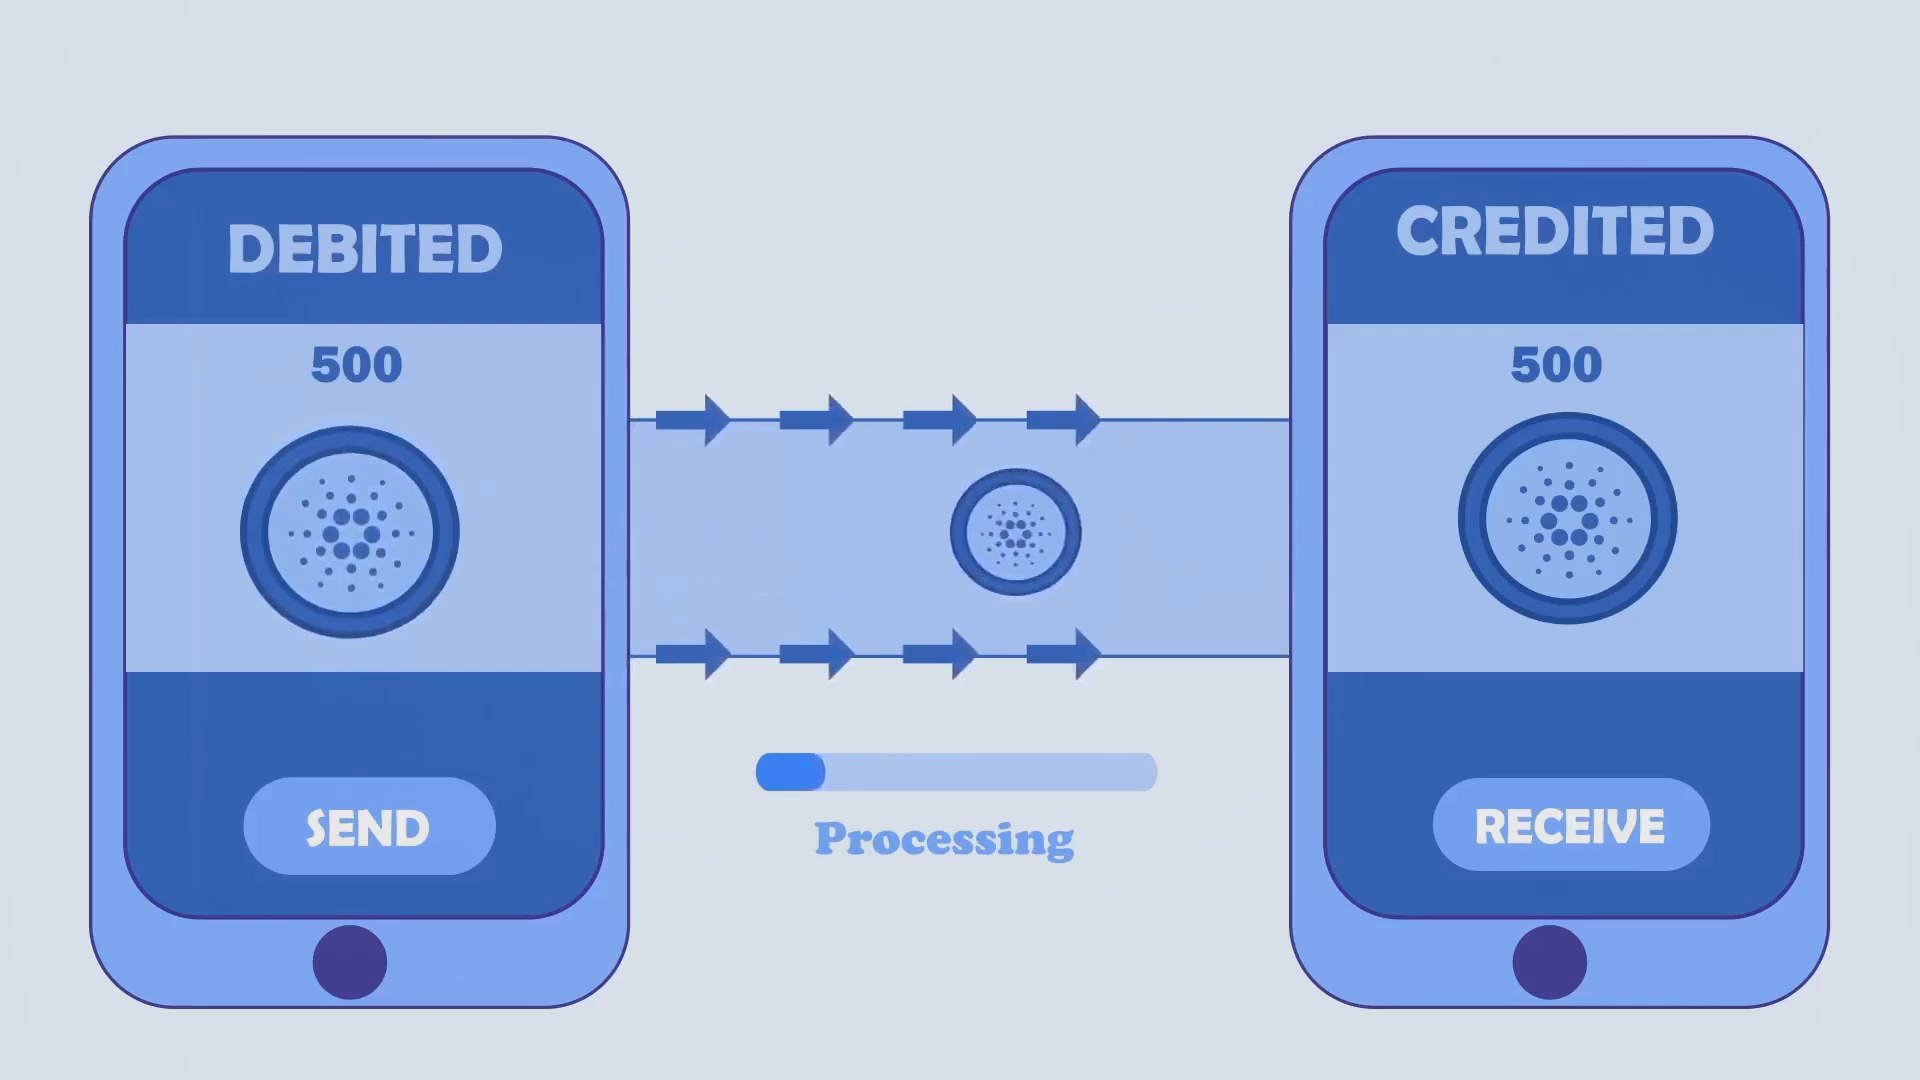 DEBITED
500
SEND
Processing
CREDITED
500
RECEIVE